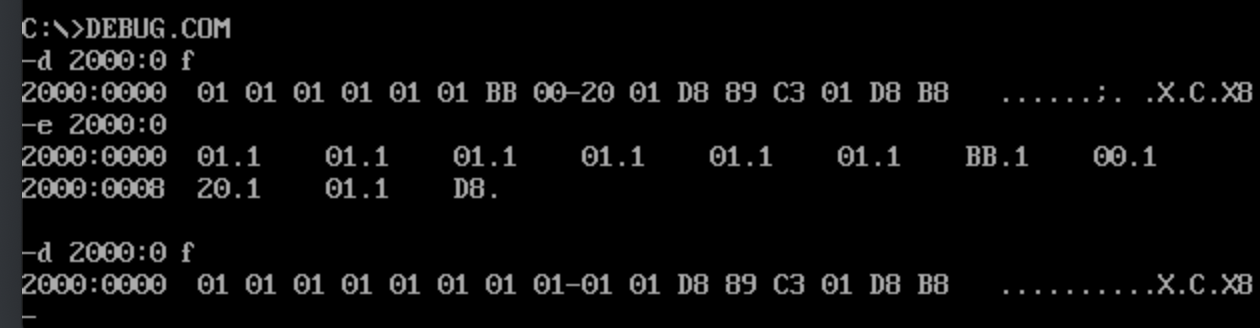 C:\>DEBUG.COM
-d 2000:0 f
2000:0000  01 01 01 01 01 01 BB 00-20 01 D8 89 C3 01 D8 B8   ......;. .X.C.X8
-e 2000:0
2000:0000  01.1    01.1    01.1    01.1    01.1    01.1    BB.1    00.1
2000:0008  20.1    01.1    D8.
-d 2000:0 f
2000:0000  01 01 01 01 01 01 01 01-01 01 D8 89 C3 01 D8 B8   ..........X.C.X8
-